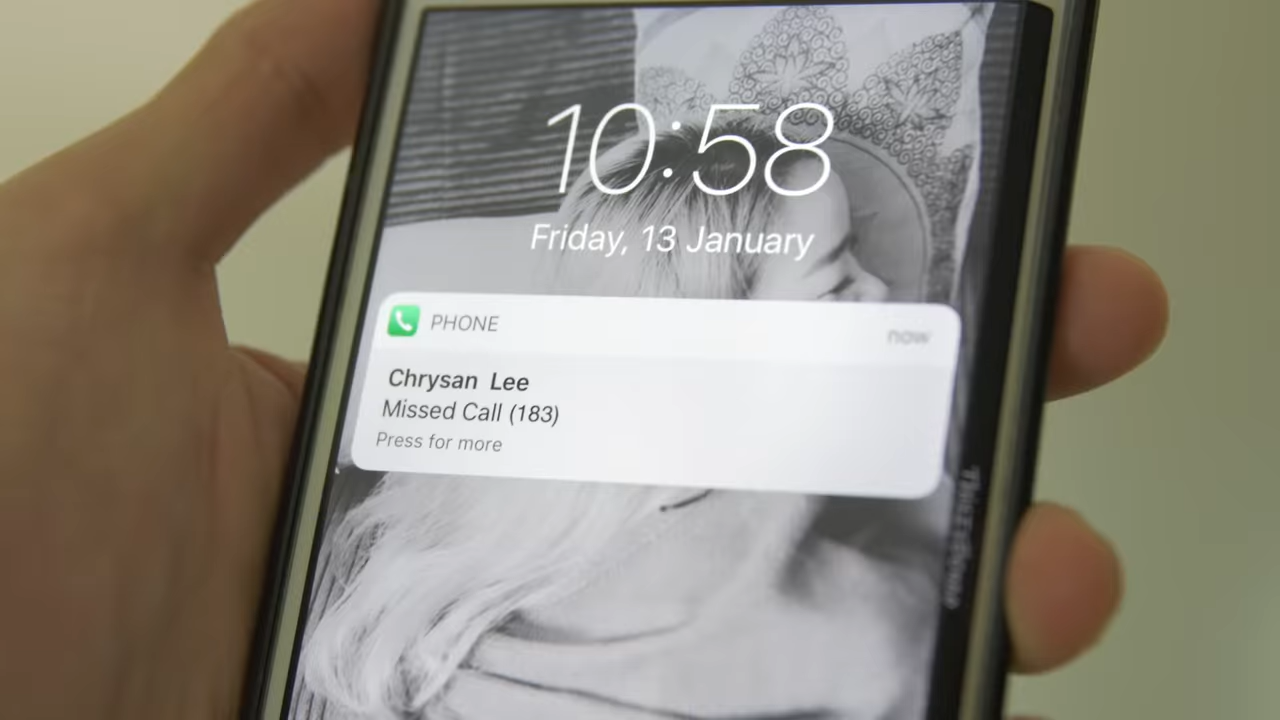 10:58
Friday, 13 January
PHONE
now
Chrysan Lee
Missed Call (183)
Press for more